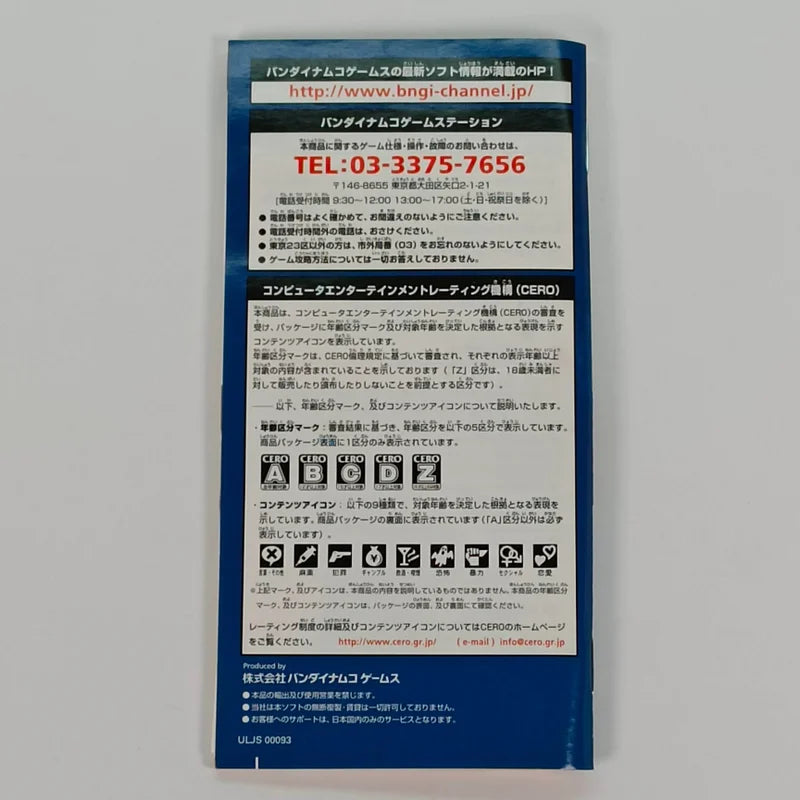 バンダイナムコゲームスの最新ソフト情報が満載のHP！
http://www.bngi-channel.jp/
バンダイナムコゲームステーション
本商品に関するゲーム仕様・操作・故障のお問い合わせは、
TEL:03-3375-7656
〒146-8655 東京都大田区矢口2-1-21
[電話受付時間 9:30~12:00 13:00~17:00(土・日・祝祭日を除く)]
● 電話番号はよく確かめて、お間違えのないようにご注意ください。
● 電話受付時間外の電話は、おさけください。
● 東京23区以外の方は、市外局番（03）をお忘れのないようにしてください。
● ゲーム攻略方法については一切お答えしておりません。
コンピュータエンターテインメントレーティング機構（CERO）
本商品は、コンピュータエンターテインメントレーティング機構（CERO）の審査を
受け、パッケージに年齢区分マーク及び対象年齢を決定した根拠となる表現を示す
コンテンツアイコンを表示しています。
年齢区分マークは、CERO倫理規定に基づいて審査され、それぞれの表示年齢以上
対象の内容が含まれていることを示しております（「Z」区分は、18歳未満者に
対して販売したり頒布したりしないことを前提とする区分です）。
――以下、年齢区分マーク、及びコンテンツアイコンについて説明いたします。
・年齢区分マーク：審査結果に基づき、年齢区分を以下の5区分で表示しています。
商品パッケージ表面に1区分のみ表示されています。
CERO CERO CERO CERO CERO
A B C D Z
・コンテンツアイコン：以下の9種類で、対象年齢を決定した根拠となる表現を
示しています。商品パッケージの裏面に表示されています（「A」区分以外は必ず
表示しています）。
言葉・その他 麻薬 犯罪 ギャンブル 飲酒・喫煙 恐怖 暴力 セクシャル 恋愛
※上記マーク、及びアイコンは、本商品の内容を説明しているものではありません。本商品の年齢区分
マーク、及びコンテンツアイコンは、パッケージの表面、及び裏面にて確認ください。
レーティング制度の詳細及びコンテンツアイコンについてはCEROのホームページ
をご覧ください。 http://www.cero.gr.jp/ (e-mail) info@cero.gr.jp
Produced by
株式会社 バンダイナムコ ゲームス
● 本品の輸出及び使用営業を禁じます。
● 当社は本ソフトの無断複製・賃貸は一切許可しておりません。
● お客様へのサポートは、日本国内のみのサービスとなります。
ULJS 00093